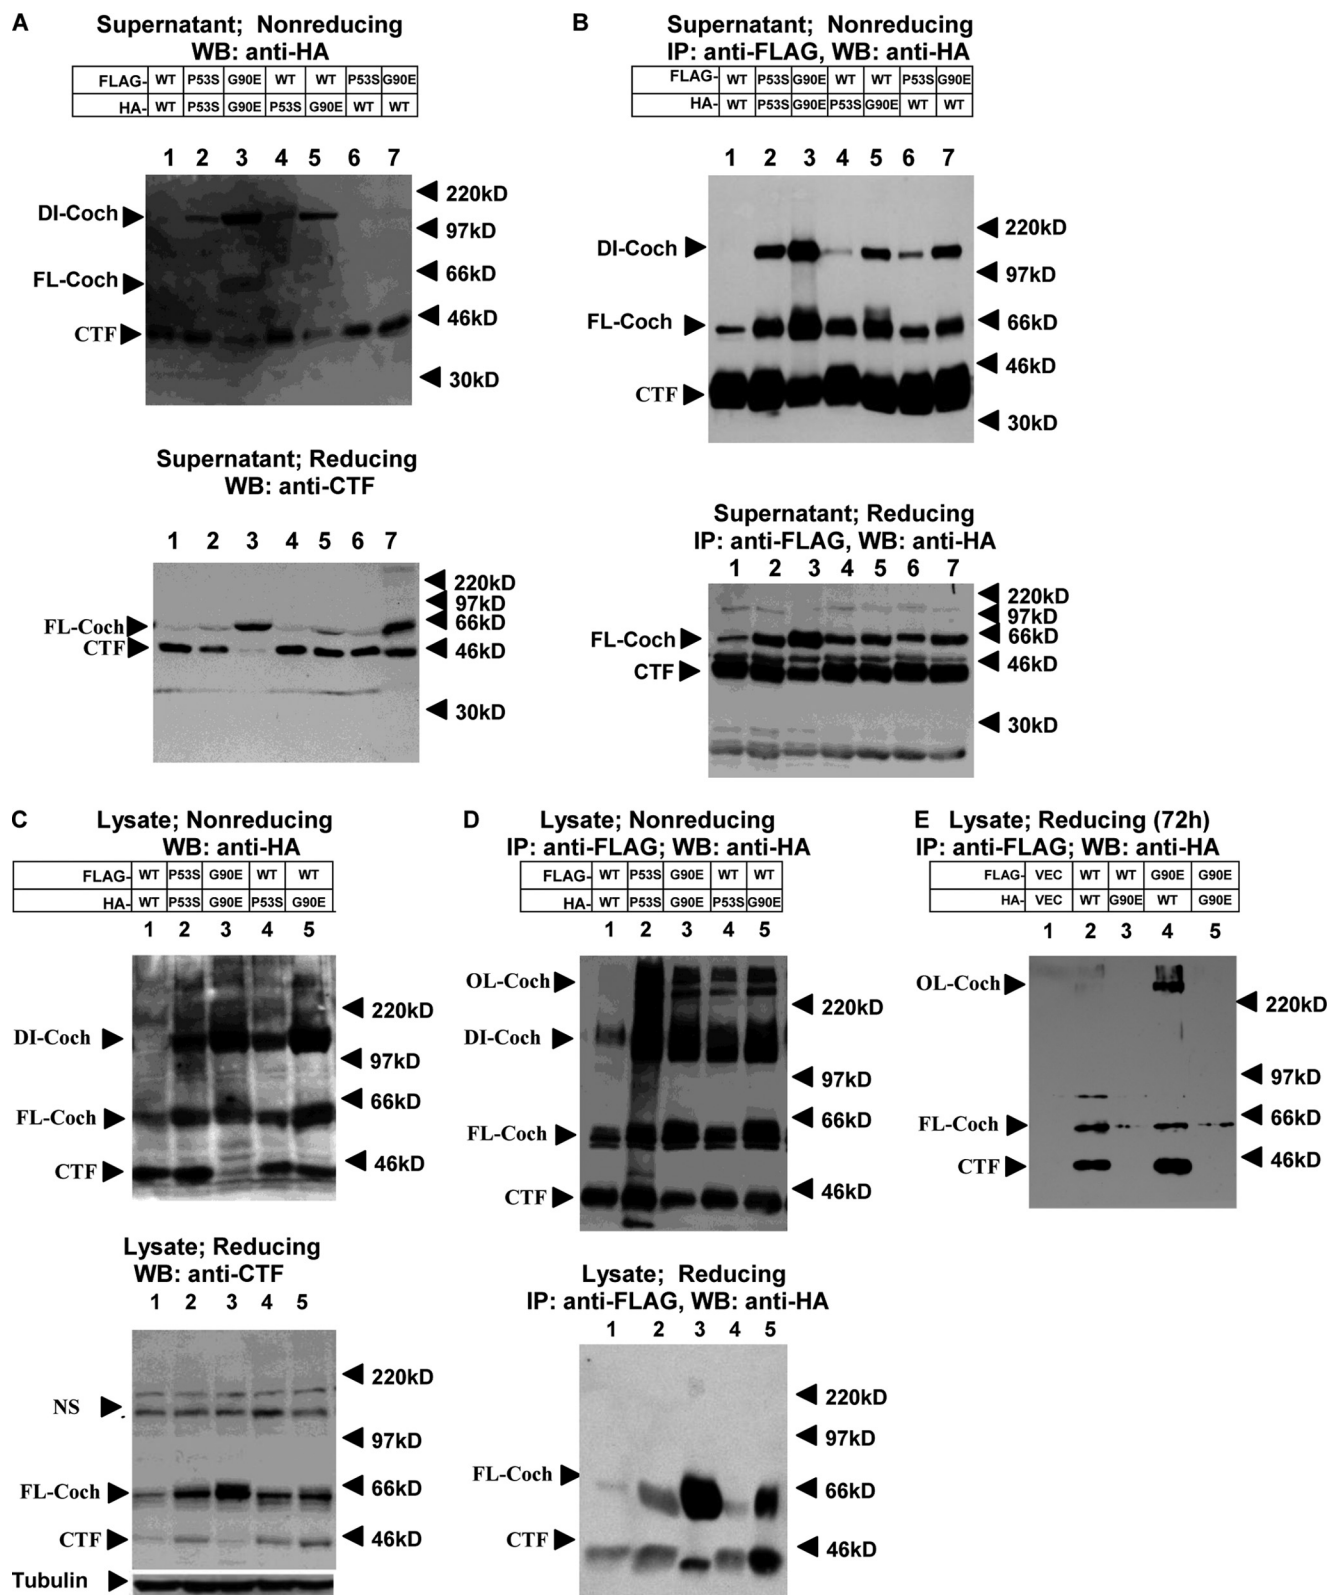 A
Supernatant; Nonreducing
WB: anti-HA
FLAG- WT P53S G90E WT WT P53S G90E
HA- WT P53S G90E P53S G90E WT WT
1 2 3 4 5 6 7
DI-Coch
FL-Coch
CTF
220kD
97kD
66kD
46kD
30kD
Supernatant; Reducing
WB: anti-CTF
1 2 3 4 5 6 7
FL-Coch
CTF
220kD
97kD
66kD
46kD
30kD
B
Supernatant; Nonreducing
IP: anti-FLAG, WB: anti-HA
FLAG- WT P53S G90E WT WT P53S G90E
HA- WT P53S G90E P53S G90E WT WT
1 2 3 4 5 6 7
DI-Coch
FL-Coch
CTF
220kD
97kD
66kD
46kD
30kD
Supernatant; Reducing
IP: anti-FLAG, WB: anti-HA
1 2 3 4 5 6 7
FL-Coch
CTF
220kD
97kD
66kD
46kD
30kD
C
Lysate; Nonreducing
WB: anti-HA
FLAG- WT P53S G90E WT WT
HA- WT P53S G90E P53S G90E
1 2 3 4 5
DI-Coch
FL-Coch
CTF
220kD
97kD
66kD
46kD
Lysate; Reducing
WB: anti-CTF
1 2 3 4 5
NS
FL-Coch
CTF
Tubulin
220kD
97kD
66kD
46kD
D
Lysate; Nonreducing
IP: anti-FLAG; WB: anti-HA
FLAG- WT P53S G90E WT WT
HA- WT P53S G90E P53S G90E
1 2 3 4 5
OL-Coch
DI-Coch
FL-Coch
CTF
220kD
97kD
66kD
46kD
Lysate; Reducing
IP: anti-FLAG, WB: anti-HA
1 2 3 4 5
FL-Coch
CTF
220kD
97kD
66kD
46kD
E
Lysate; Reducing (72h)
IP: anti-FLAG; WB: anti-HA
FLAG- VEC WT WT G90E G90E
HA- VEC WT G90E WT G90E
1 2 3 4 5
OL-Coch
FL-Coch
CTF
220kD
97kD
66kD
46kD